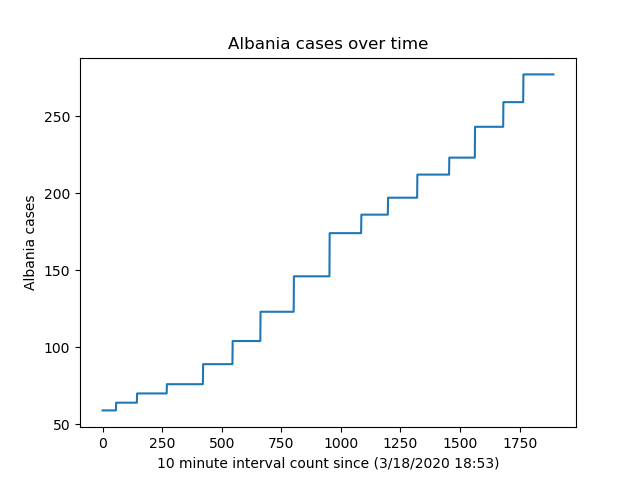 Albania cases over time
Albania cases
250
200
150
100
50
0 250 500 750 1000 1250 1500 1750
10 minute interval count since (3/18/2020 18:53)